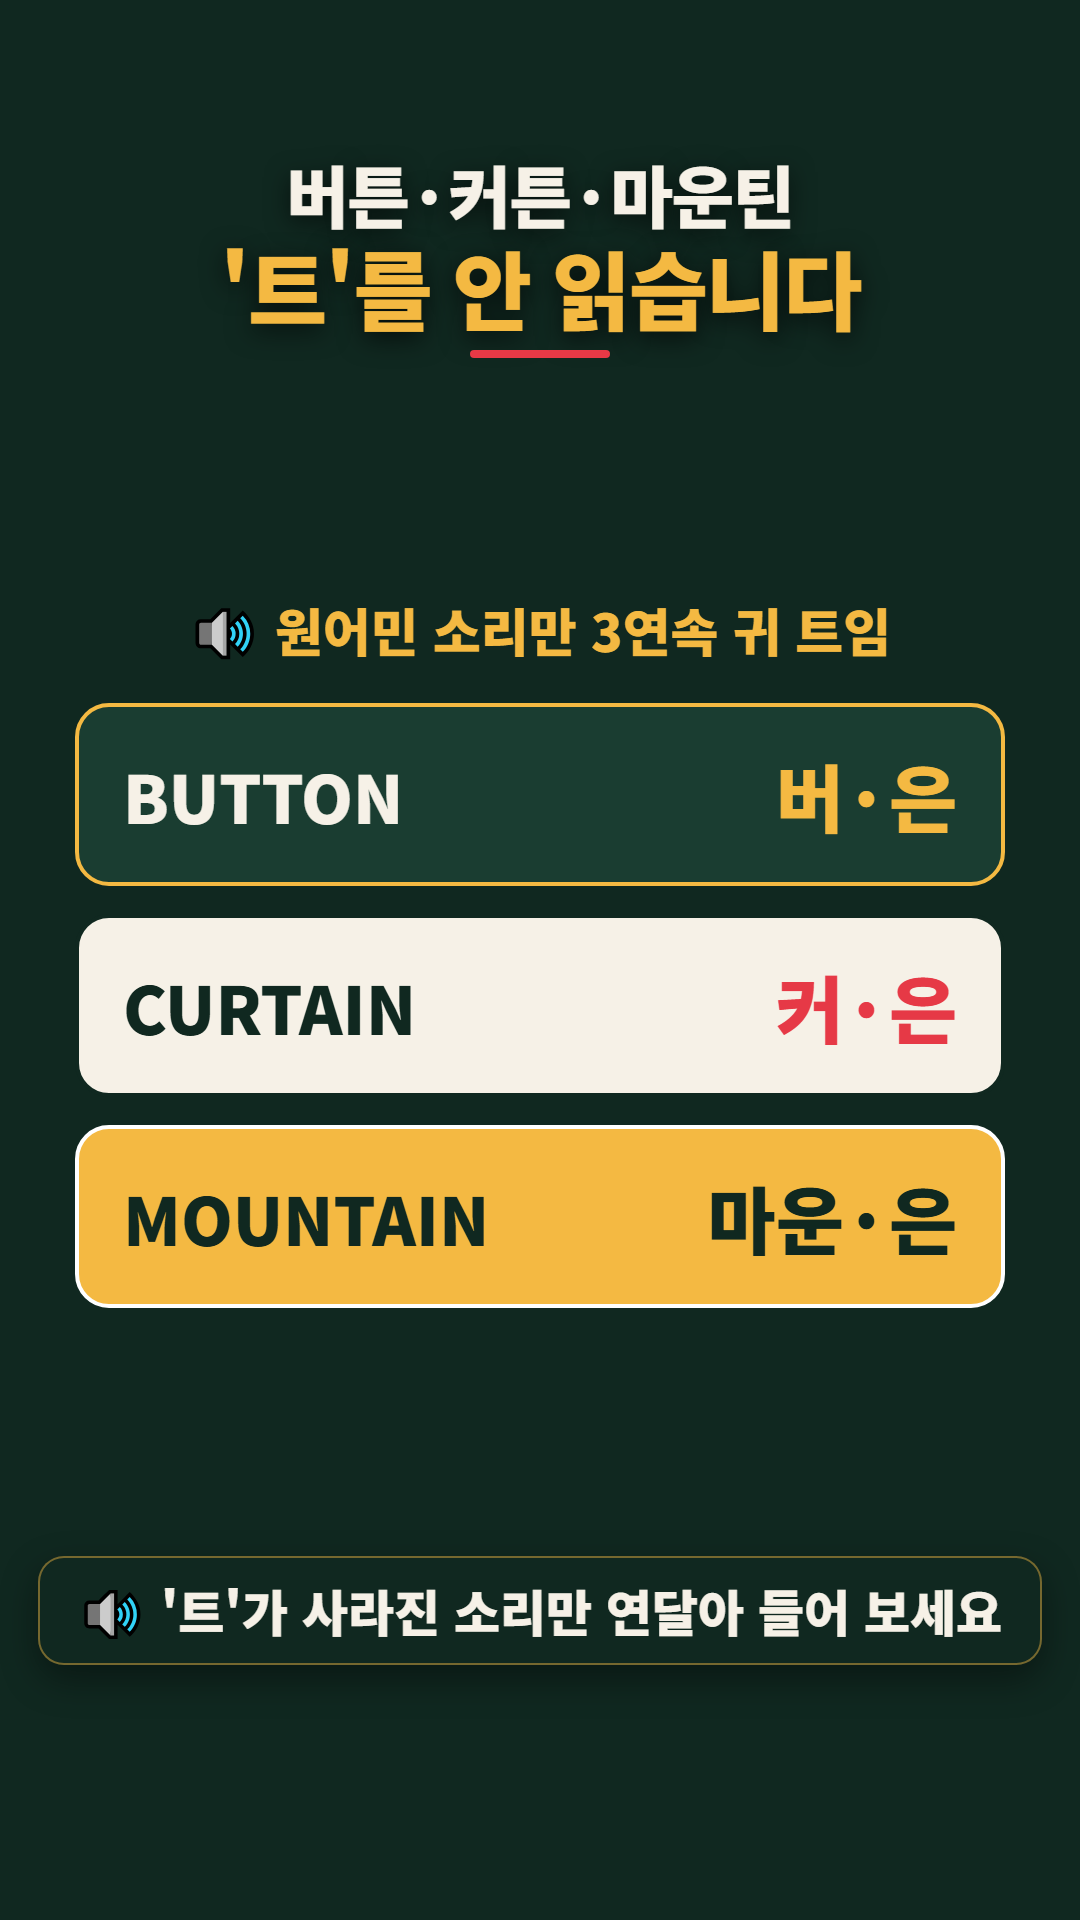 버튼·커튼·마운틴
'트'를 안 읽습니다
원어민 소리만 3연속 귀 트임
BUTTON 버·은
CURTAIN 커·은
MOUNTAIN 마운·은
'트'가 사라진 소리만 연달아 들어 보세요